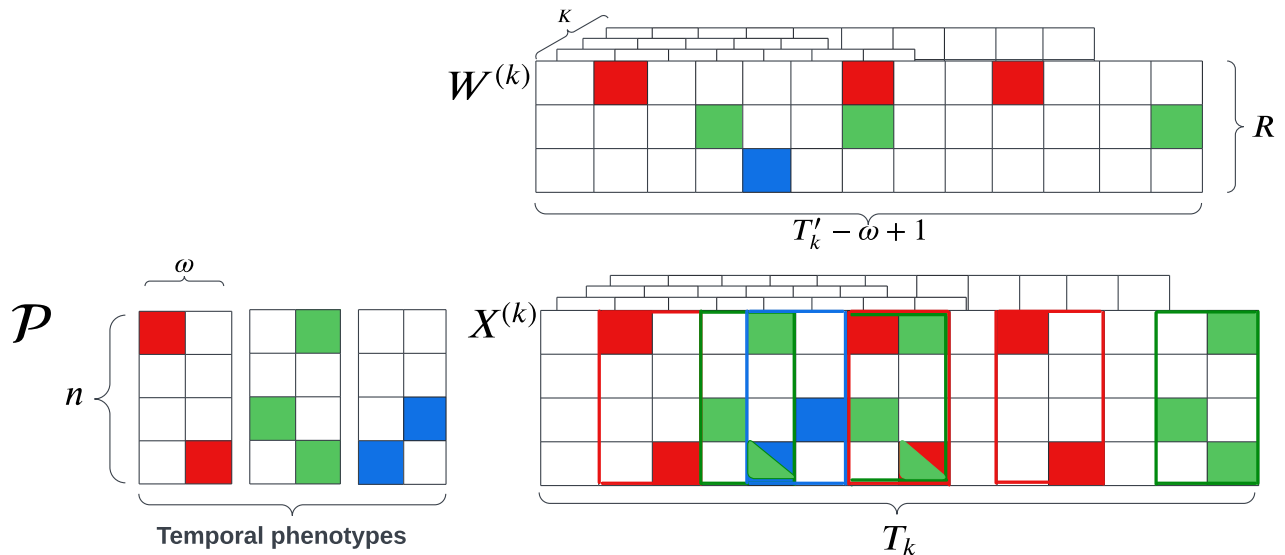 K
W^(k)
R
T′_k − ω + 1
ω
𝒫
X^(k)
n
Temporal phenotypes
T_k